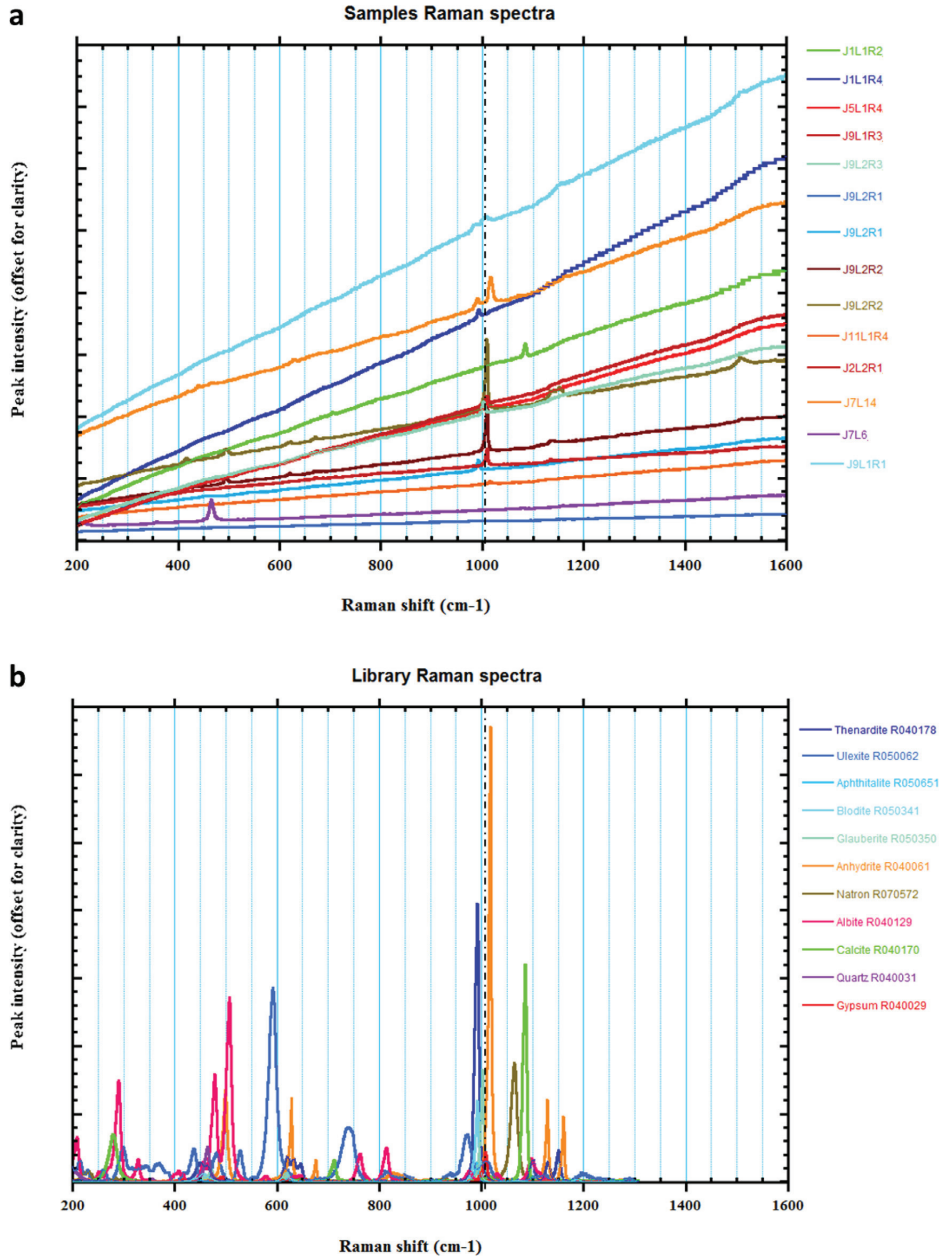 a
Samples Raman spectra
Peak intensity (offset for clarity)
J1L1R2
J1L1R4
J5L1R4
J9L1R3
J9L2R3
J9L2R1
J9L2R1
J9L2R2
J9L2R2
J11L1R4
J2L2R1
J7L14
J7L6
J9L1R1
200 400 600 800 1000 1200 1400 1600
Raman shift (cm-1)
b
Library Raman spectra
Peak intensity (offset for clarity)
Thenardite R040178
Ulexite R050062
Aphthitalite R050651
Blodite R050341
Glauberite R050350
Anhydrite R040061
Natron R070572
Albite R040129
Calcite R040170
Quartz R040031
Gypsum R040029
200 400 600 800 1000 1200 1400 1600
Raman shift (cm-1)